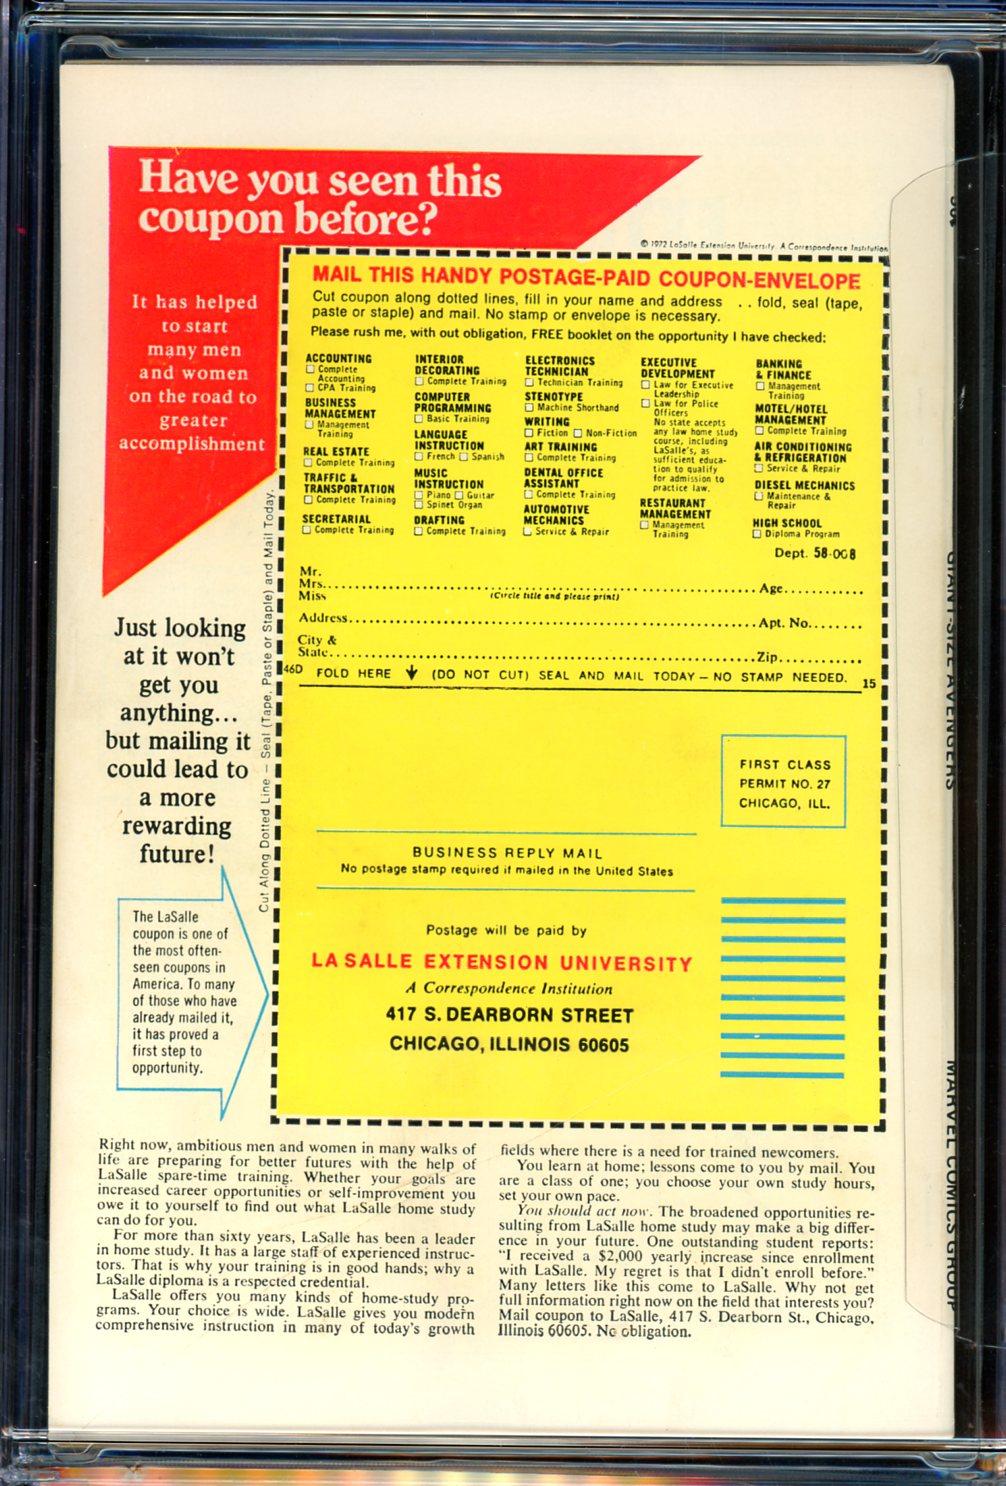 Have you seen this
coupon before?
© 1972 LaSalle Extension University. A Correspondence Institution
It has helped
to start
many men
and women
on the road to
greater
accomplishment
MAIL THIS HANDY POSTAGE-PAID COUPON-ENVELOPE
Cut coupon along dotted lines, fill in your name and address . . fold, seal (tape,
paste or staple) and mail. No stamp or envelope is necessary.
Please rush me, with out obligation, FREE booklet on the opportunity I have checked:
ACCOUNTING
☐ Complete
Accounting
☐ CPA Training
BUSINESS
MANAGEMENT
☐ Management
Training
REAL ESTATE
☐ Complete Training
TRAFFIC &
TRANSPORTATION
☐ Complete Training
SECRETARIAL
☐ Complete Training
INTERIOR
DECORATING
☐ Complete Training
COMPUTER
PROGRAMMING
☐ Basic Training
LANGUAGE
INSTRUCTION
☐ French ☐ Spanish
MUSIC
INSTRUCTION
☐ Piano ☐ Guitar
☐ Spinet Organ
DRAFTING
☐ Complete Training
ELECTRONICS
TECHNICIAN
☐ Technician Training
STENOTYPE
☐ Machine Shorthand
WRITING
☐ Fiction ☐ Non-Fiction
ART TRAINING
☐ Complete Training
DENTAL OFFICE
ASSISTANT
☐ Complete Training
AUTOMOTIVE
MECHANICS
☐ Service & Repair
EXECUTIVE
DEVELOPMENT
☐ Law for Executive
Leadership
☐ Law for Police
Officers
No state accepts
any law home study
course, including
LaSalle's, as
sufficient educa-
tion to qualify
for admission to
practice law.
RESTAURANT
MANAGEMENT
☐ Management
Training
BANKING
& FINANCE
☐ Management
Training
MOTEL/HOTEL
MANAGEMENT
☐ Complete Training
AIR CONDITIONING
& REFRIGERATION
☐ Service & Repair
DIESEL MECHANICS
☐ Maintenance &
Repair
HIGH SCHOOL
☐ Diploma Program
Dept. 58-008
Mr.
Mrs. Age
Miss (Circle title and please print)
Address Apt. No.
City &
State Zip
46D FOLD HERE ↓ (DO NOT CUT) SEAL AND MAIL TODAY – NO STAMP NEEDED. 15
Cut Along Dotted Line – Seal (Tape, Paste or Staple) and Mail Today.
Just looking
at it won't
get you
anything...
but mailing it
could lead to
a more
rewarding
future!
FIRST CLASS
PERMIT NO. 27
CHICAGO, ILL.
BUSINESS REPLY MAIL
No postage stamp required if mailed in the United States
Postage will be paid by
LA SALLE EXTENSION UNIVERSITY
A Correspondence Institution
417 S. DEARBORN STREET
CHICAGO, ILLINOIS 60605
The LaSalle
coupon is one of
the most often-
seen coupons in
America. To many
of those who have
already mailed it,
it has proved a
first step to
opportunity.
Right now, ambitious men and women in many walks of
life are preparing for better futures with the help of
LaSalle spare-time training. Whether your goals are
increased career opportunities or self-improvement you
owe it to yourself to find out what LaSalle home study
can do for you.
For more than sixty years, LaSalle has been a leader
in home study. It has a large staff of experienced instruc-
tors. That is why your training is in good hands; why a
LaSalle diploma is a respected credential.
LaSalle offers you many kinds of home-study pro-
grams. Your choice is wide. LaSalle gives you modern
comprehensive instruction in many of today's growth
fields where there is a need for trained newcomers.
You learn at home; lessons come to you by mail. You
are a class of one; you choose your own study hours,
set your own pace.
You should act now. The broadened opportunities re-
sulting from LaSalle home study may make a big differ-
ence in your future. One outstanding student reports:
"I received a $2,000 yearly increase since enrollment
with LaSalle. My regret is that I didn't enroll before."
Many letters like this come to LaSalle. Why not get
full information right now on the field that interests you?
Mail coupon to LaSalle, 417 S. Dearborn St., Chicago,
Illinois 60605. No obligation.
GIANT-SIZE AVENGERS
MARVEL COMICS GROUP